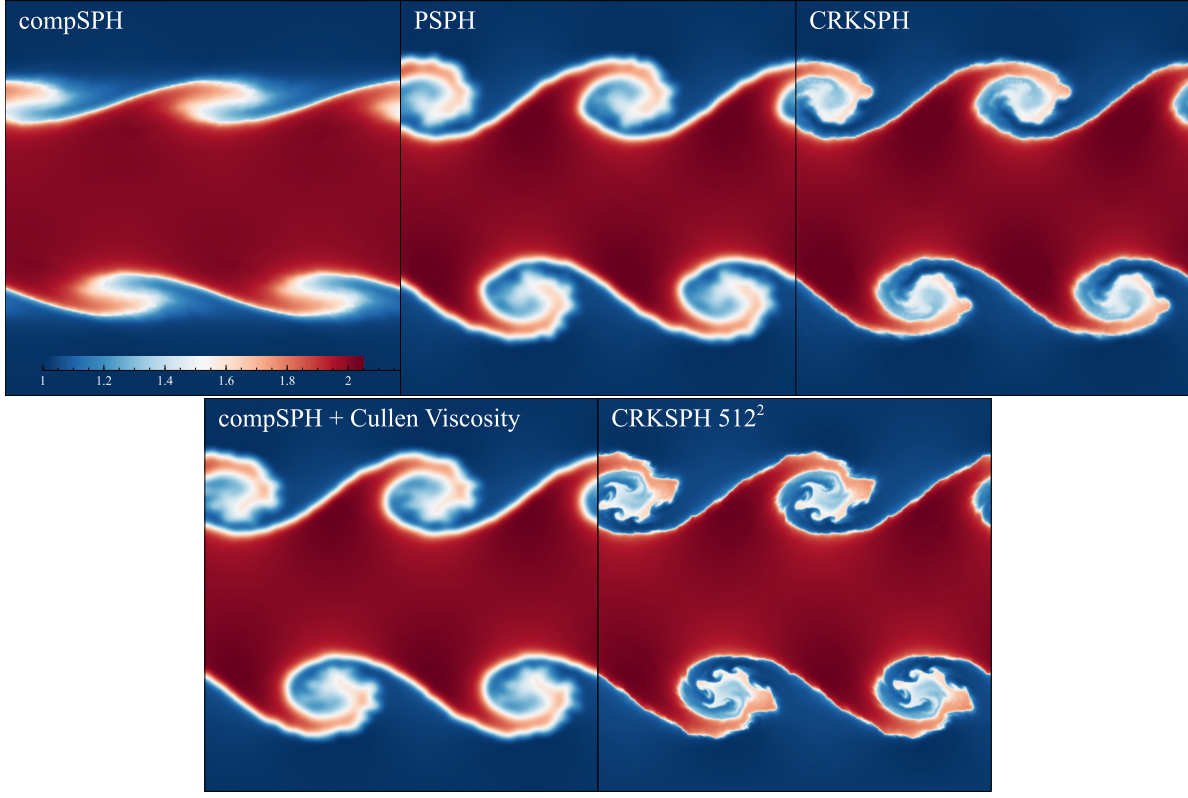 compSPH
PSPH
CRKSPH
1 1.2 1.4 1.6 1.8 2
compSPH + Cullen Viscosity
CRKSPH 512²